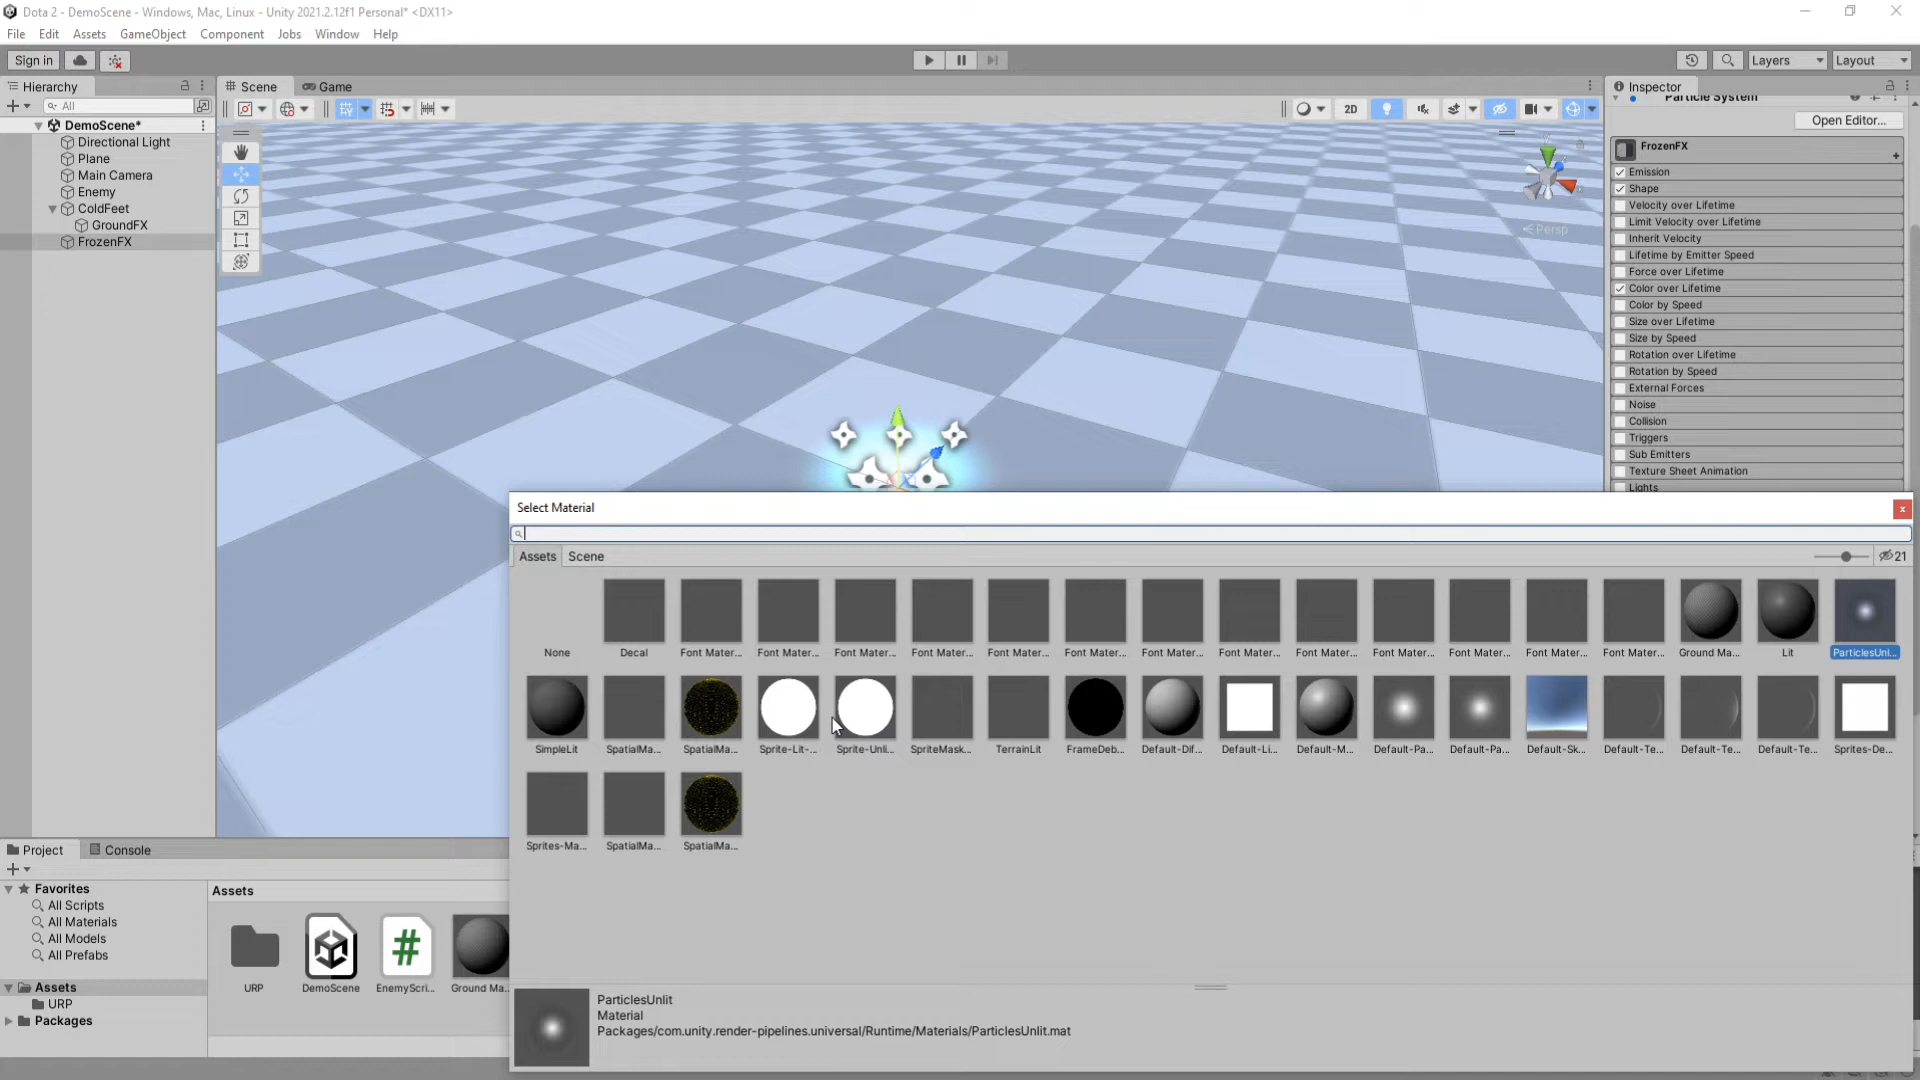 Dota 2 - DemoScene - Windows, Mac, Linux - Unity 2021.2.12f1 Personal* <DX11>
File Edit Assets GameObject Component Jobs Window Help
Sign in
Layers
Layout
Hierarchy
All
DemoScene*
Directional Light
Plane
Main Camera
Enemy
ColdFeet
GroundFX
FrozenFX
Scene
Game
2D
Y
Persp
Inspector
Particle System
Open Editor...
FrozenFX
Emission
Shape
Velocity over Lifetime
Limit Velocity over Lifetime
Inherit Velocity
Lifetime by Emitter Speed
Force over Lifetime
Color over Lifetime
Color by Speed
Size over Lifetime
Size by Speed
Rotation over Lifetime
Rotation by Speed
External Forces
Noise
Collision
Triggers
Sub Emitters
Texture Sheet Animation
Lights
Select Material
Assets Scene
21
None Decal Font Mater... Font Mater... Font Mater... Font Mater... Font Mater... Font Mater... Font Mater... Font Mater... Font Mater... Font Mater... Font Mater... Font Mater... Font Mater... Ground Ma... Lit ParticlesUnl...
SimpleLit SpatialMa... SpatialMa... Sprite-Lit-... Sprite-Unli... SpriteMask... TerrainLit FrameDeb... Default-Dif... Default-Li... Default-M... Default-Pa... Default-Pa... Default-Sk... Default-Te... Default-Te... Default-Te... Sprites-De...
Sprites-Ma... SpatialMa... SpatialMa...
ParticlesUnlit
Material
Packages/com.unity.render-pipelines.universal/Runtime/Materials/ParticlesUnlit.mat
Project
Console
Favorites
All Scripts
All Materials
All Models
All Prefabs
Assets
URP
Packages
Assets
URP DemoScene EnemyScri... Ground Ma...